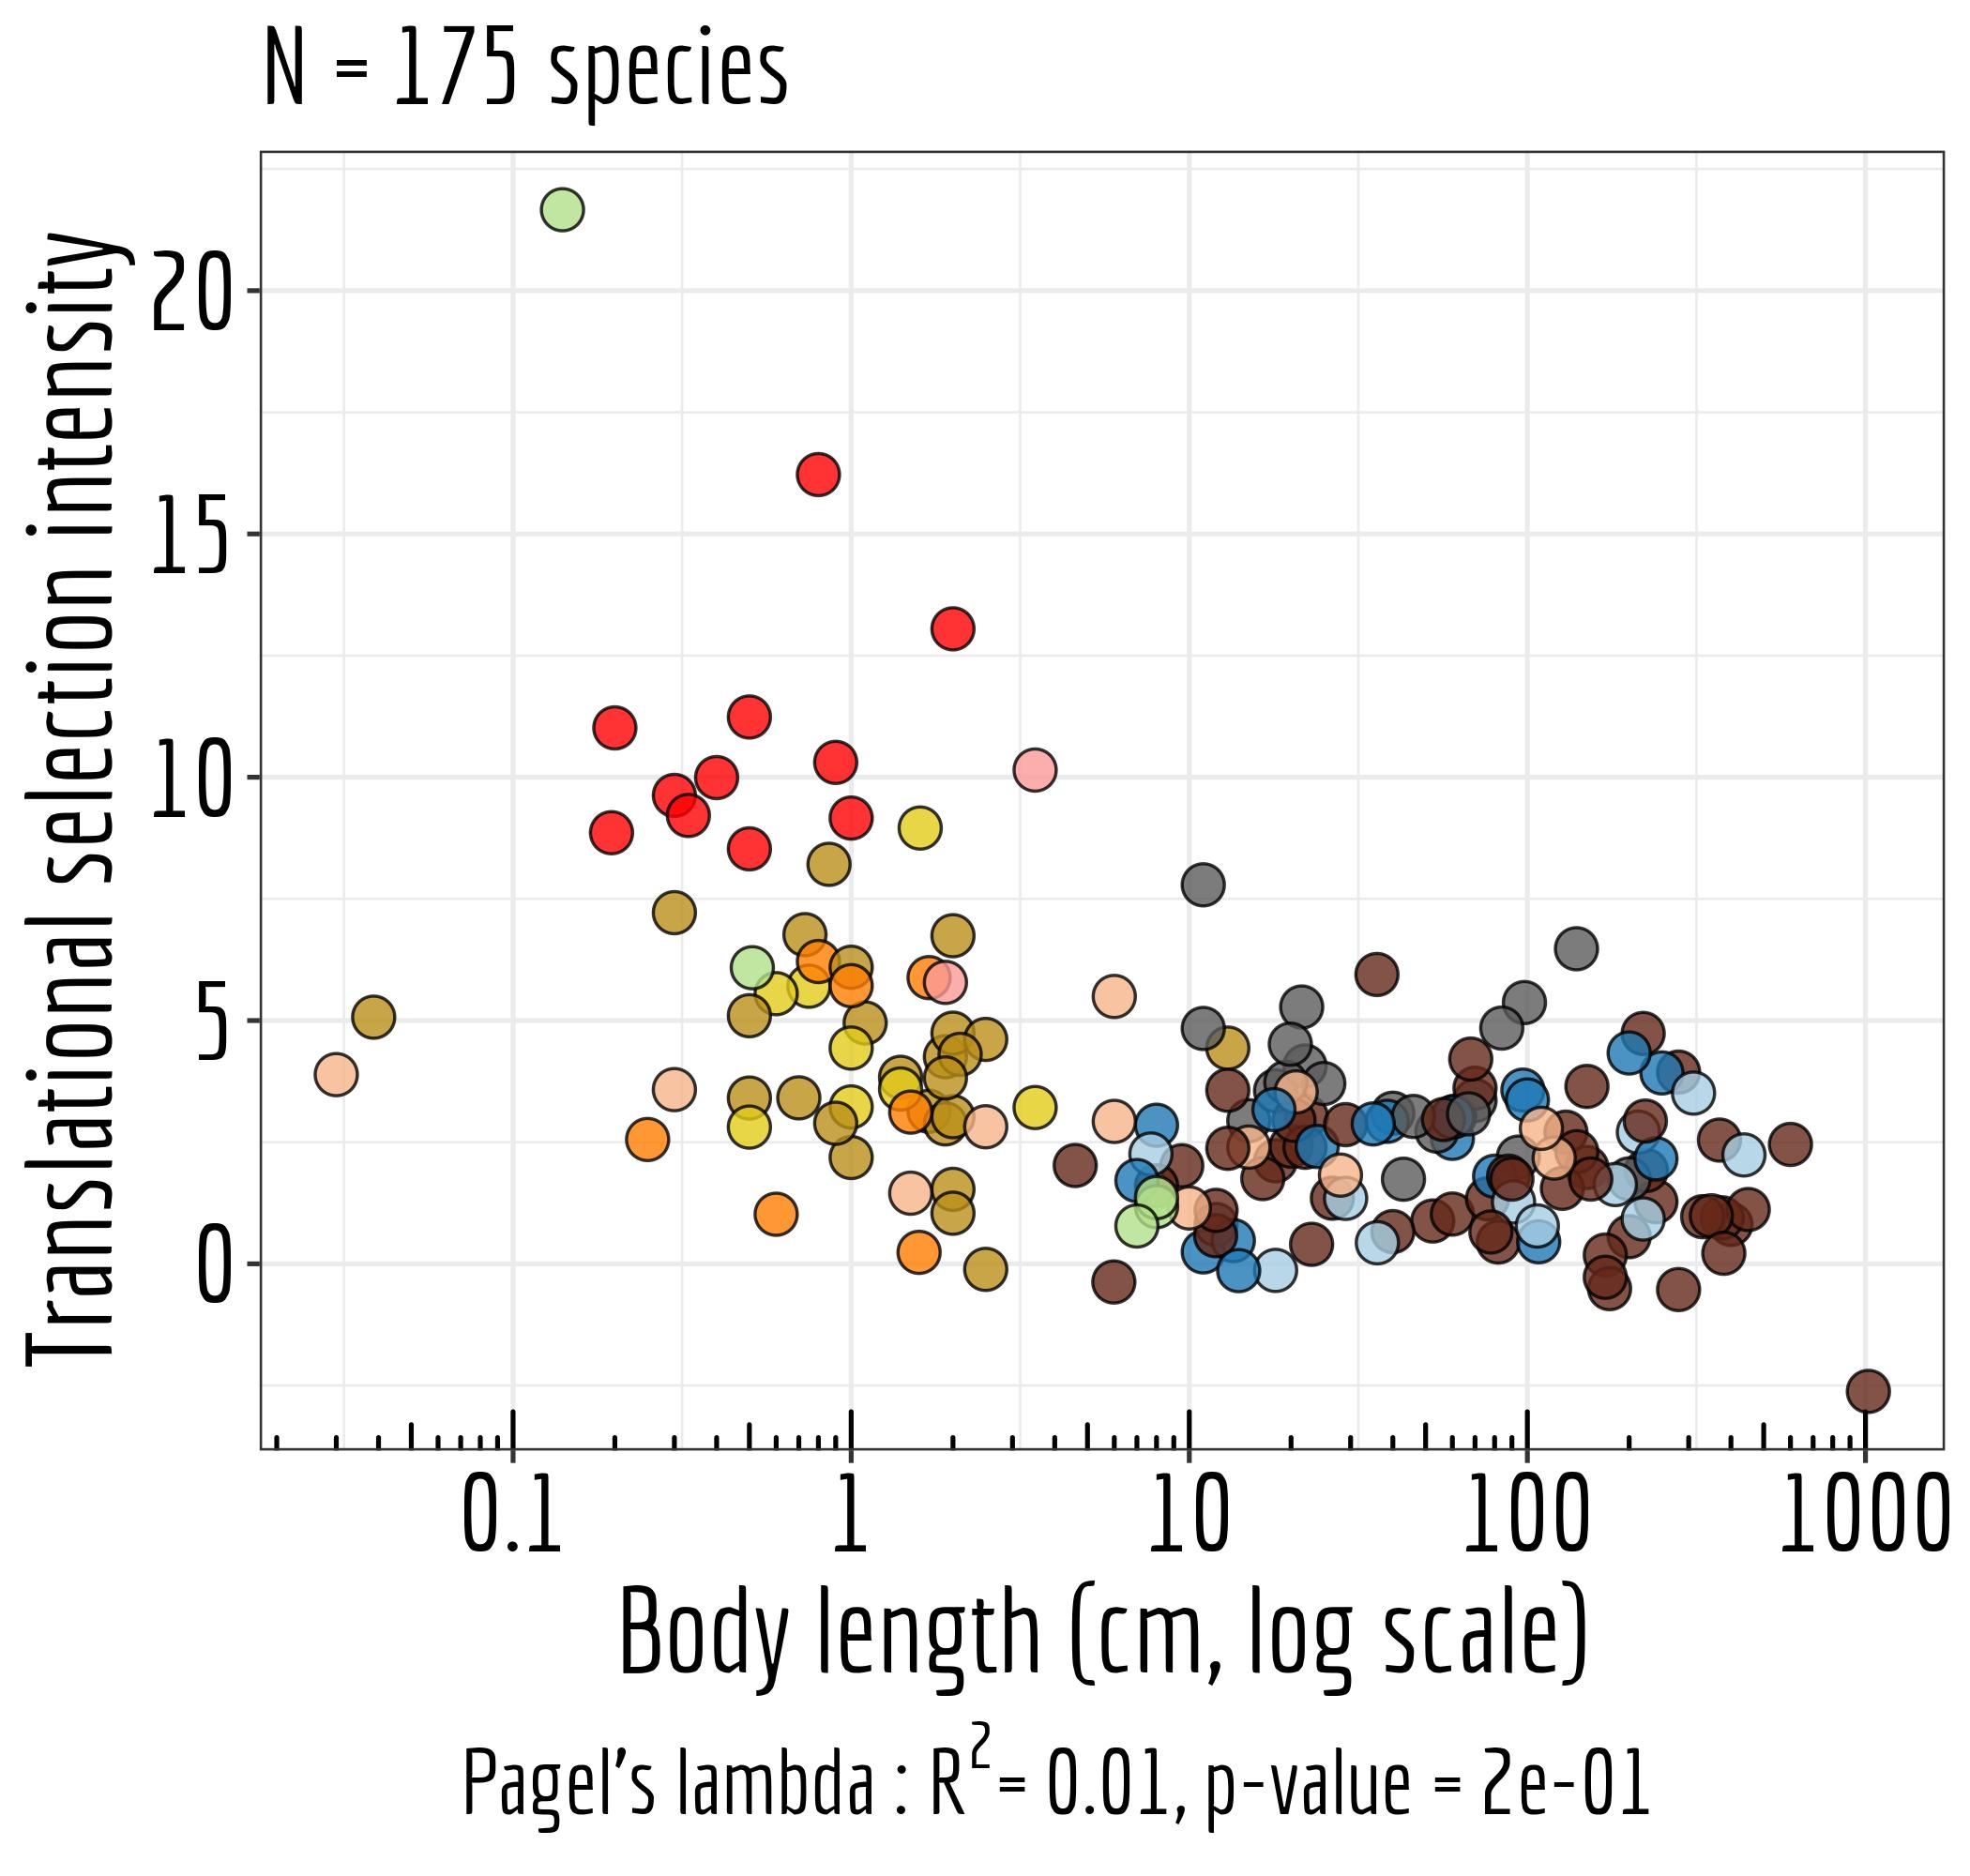 N = 175 species
Translational selection intensity
20
15
10
5
0
0.1 1 10 100 1000
Body length (cm, log scale)
Pagel's lambda : R²= 0.01, p-value = 2e-01